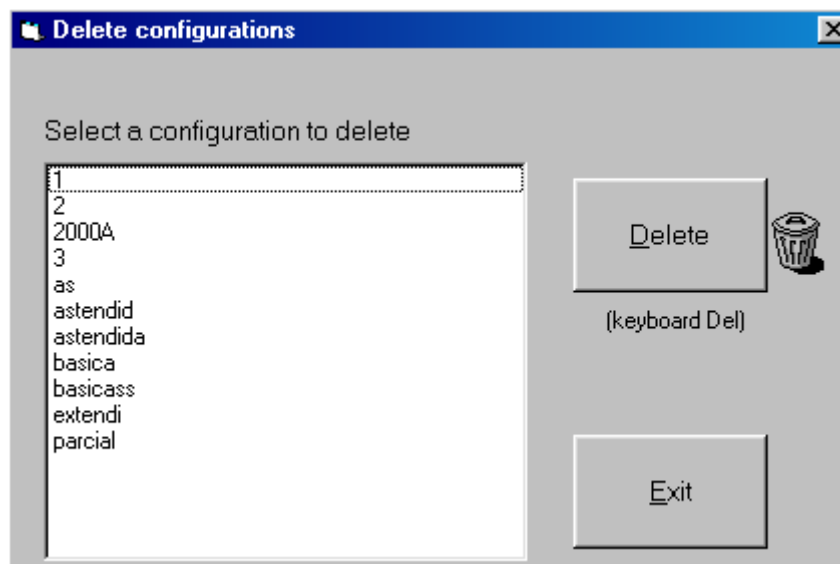 Delete configurations
Select a configuration to delete
1
2
2000A
3
as
astendid
astendida
basica
basicass
extendi
parcial
Delete
(keyboard Del)
Exit